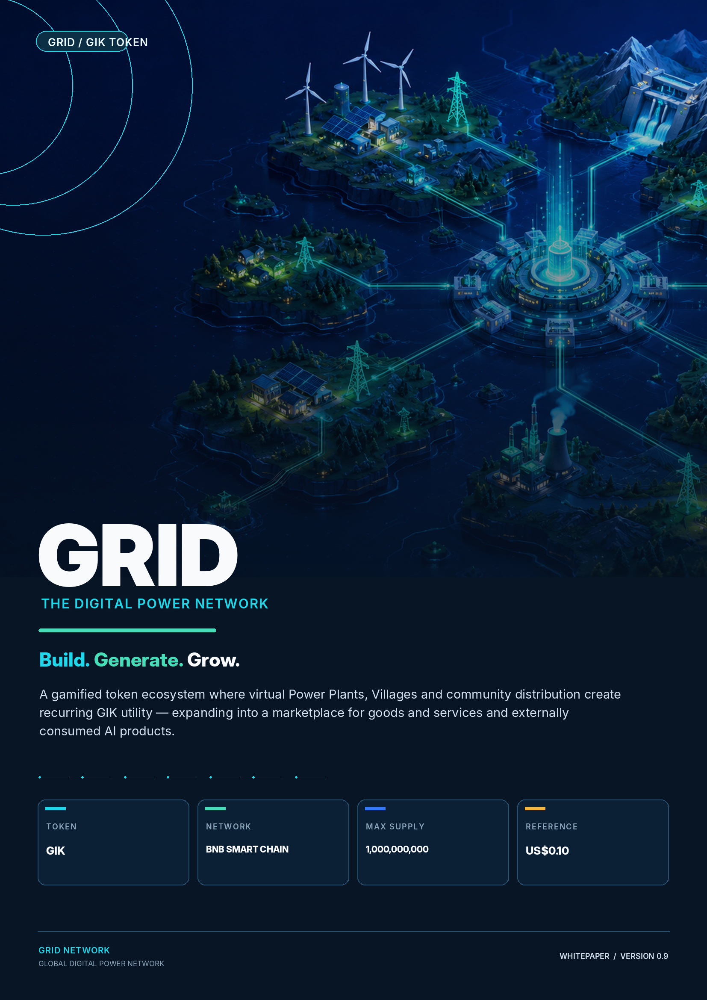 GRID / GIK TOKEN
GRID
THE DIGITAL POWER NETWORK
Build. Generate. Grow.
A gamified token ecosystem where virtual Power Plants, Villages and community distribution create
recurring GIK utility — expanding into a marketplace for goods and services and externally
consumed AI products.
TOKEN
GIK
NETWORK
BNB SMART CHAIN
MAX SUPPLY
1,000,000,000
REFERENCE
US$0.10
GRID NETWORK
GLOBAL DIGITAL POWER NETWORK
WHITEPAPER / VERSION 0.9